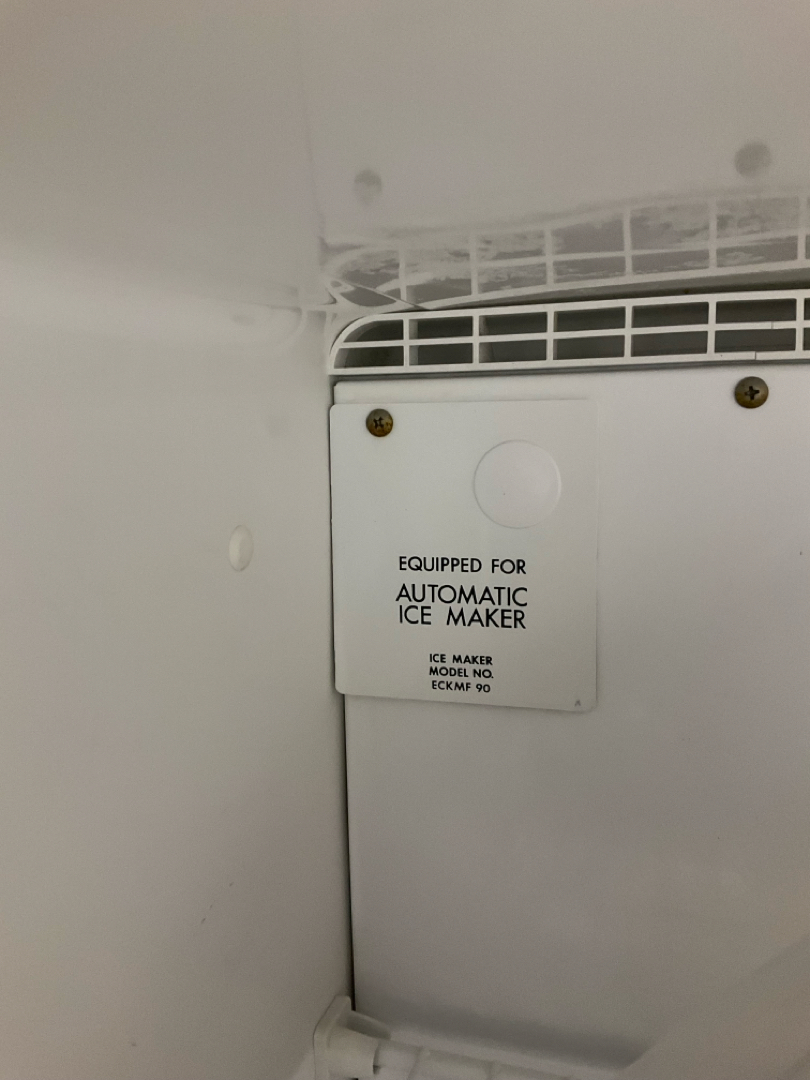 EQUIPPED FOR
AUTOMATIC
ICE MAKER
ICE MAKER
MODEL NO.
ECKMF 90